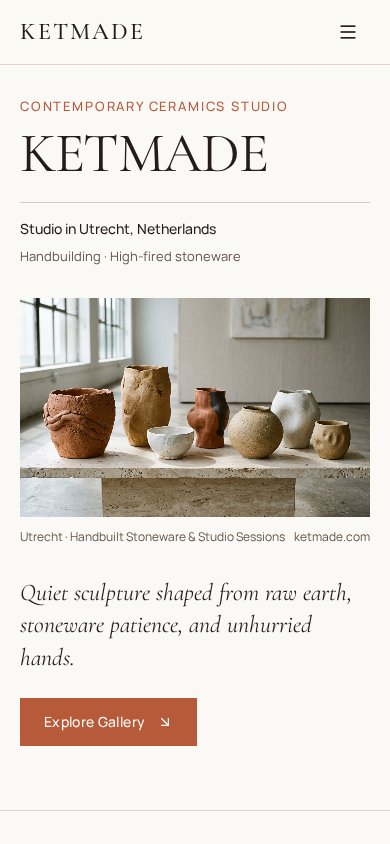 KETMADE
CONTEMPORARY CERAMICS STUDIO
KETMADE
Studio in Utrecht, Netherlands
Handbuilding · High-fired stoneware
Utrecht · Handbuilt Stoneware & Studio Sessions ketmade.com
Quiet sculpture shaped from raw earth,
stoneware patience, and unhurried
hands.
Explore Gallery